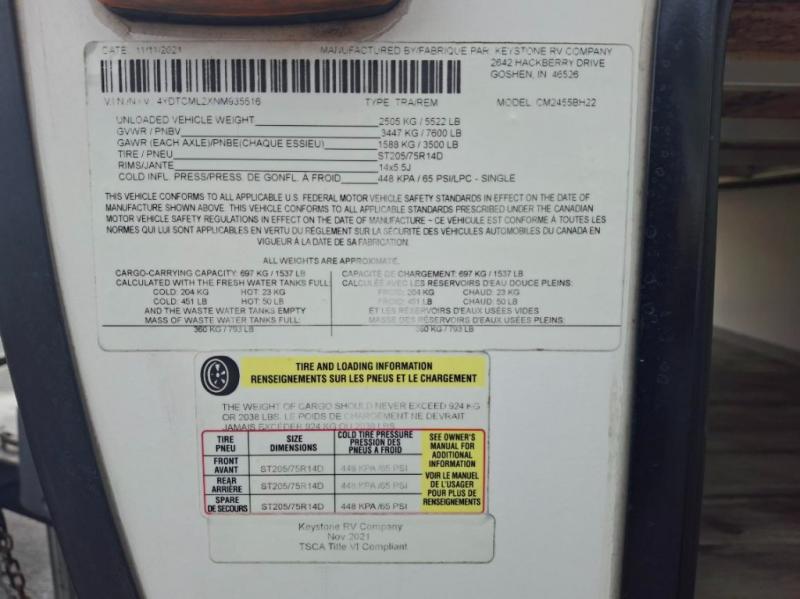 DATE: 11/11/2021 MANUFACTURED BY/FABRIQUE PAR: KEYSTONE RV COMPANY
2642 HACKBERRY DRIVE
GOSHEN, IN 46526
V.I.N./N.I.V.: 4YDTCML2XNM935516 TYPE: TRA/REM MODEL: CM2455BH22
UNLOADED VEHICLE WEIGHT 2505 KG / 5522 LB
GVWR / PNBV 3447 KG / 7600 LB
GAWR (EACH AXLE)/PNBE(CHAQUE ESSIEU) 1588 KG / 3500 LB
TIRE / PNEU ST205/75R14D
RIMS/JANTE 14x5.5J
COLD INFL. PRESS/PRESS. DE GONFL. À FROID 448 KPA / 65 PSI/LPC - SINGLE
THIS VEHICLE CONFORMS TO ALL APPLICABLE U.S. FEDERAL MOTOR VEHICLE SAFETY STANDARDS IN EFFECT ON THE DATE OF
MANUFACTURE SHOWN ABOVE. THIS VEHICLE CONFORMS TO ALL APPLICABLE STANDARDS PRESCRIBED UNDER THE CANADIAN
MOTOR VEHICLE SAFETY REGULATIONS IN EFFECT ON THE DATE OF MANUFACTURE - CE VÉHICULE EST CONFORME À TOUTES LES
NORMES QUI LUI SONT APPLICABLES EN VERTU DU RÈGLEMENT SUR LA SÉCURITÉ DES VÉHICULES AUTOMOBILES DU CANADA EN
VIGUEUR À LA DATE DE SA FABRICATION.
ALL WEIGHTS ARE APPROXIMATE.
CARGO-CARRYING CAPACITY: 697 KG / 1537 LB CAPACITÉ DE CHARGEMENT: 697 KG / 1537 LB
CALCULATED WITH THE FRESH WATER TANKS FULL: CALCULÉE AVEC LES RESERVOIRS D'EAU DOUCE PLEINS:
COLD: 204 KG HOT: 23 KG FROID: 204 KG CHAUD: 23 KG
COLD: 451 LB HOT: 50 LB FROID: 451 LB CHAUD: 50 LB
AND THE WASTE WATER TANKS EMPTY ET LES RÉSERVOIRS D'EAUX USÉES VIDES
MASS OF WASTE WATER TANKS FULL: MASSE DES RÉSERVOIRS D'EAUX USÉES PLEINS:
360 KG / 793 LB 360 KG / 793 LB
TIRE AND LOADING INFORMATION
RENSEIGNEMENTS SUR LES PNEUS ET LE CHARGEMENT
THE WEIGHT OF CARGO SHOULD NEVER EXCEED 924 KG
OR 2038 LBS. LE POIDS DE CHARGEMENT NE DEVRAIT
JAMAIS EXCÉDER 924 KG OU 2038 LBS.
TIRE PNEU SIZE DIMENSIONS COLD TIRE PRESSURE PRESSION DES PNEUS A FROID
FRONT AVANT ST205/75R14D 448 KPA /65 PSI
REAR ARRIÈRE ST205/75R14D 448 KPA /65 PSI
SPARE DE SECOURS ST205/75R14D 448 KPA /65 PSI
SEE OWNER'S
MANUAL FOR
ADDITIONAL
INFORMATION
VOIR LE MANUEL
DE L'USAGER
POUR PLUS DE
RENSEIGNEMENTS
Keystone RV Company
Nov 2021
TSCA Title VI Compliant